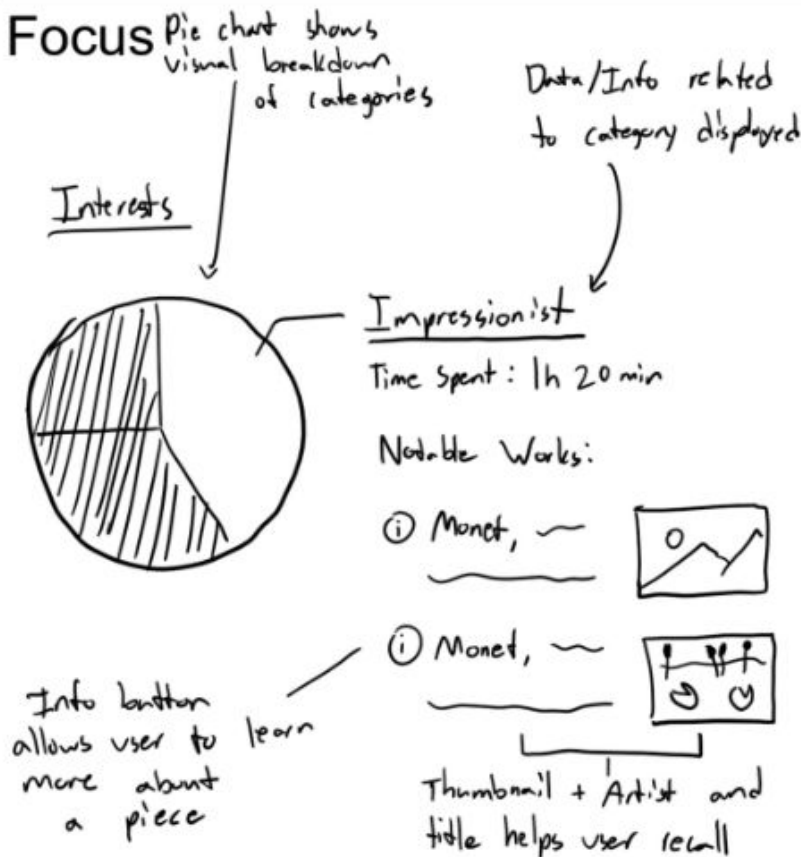 Focus
Pie chart shows
visual breakdown
of categories
Data/Info related
to category displayed
Interests
Impressionist
Time Spent: 1h 20 min
Notable Works:
i Monet,
i Monet,
Info button
allows user to learn
more about
a piece
Thumbnail + Artist and
title helps user recall